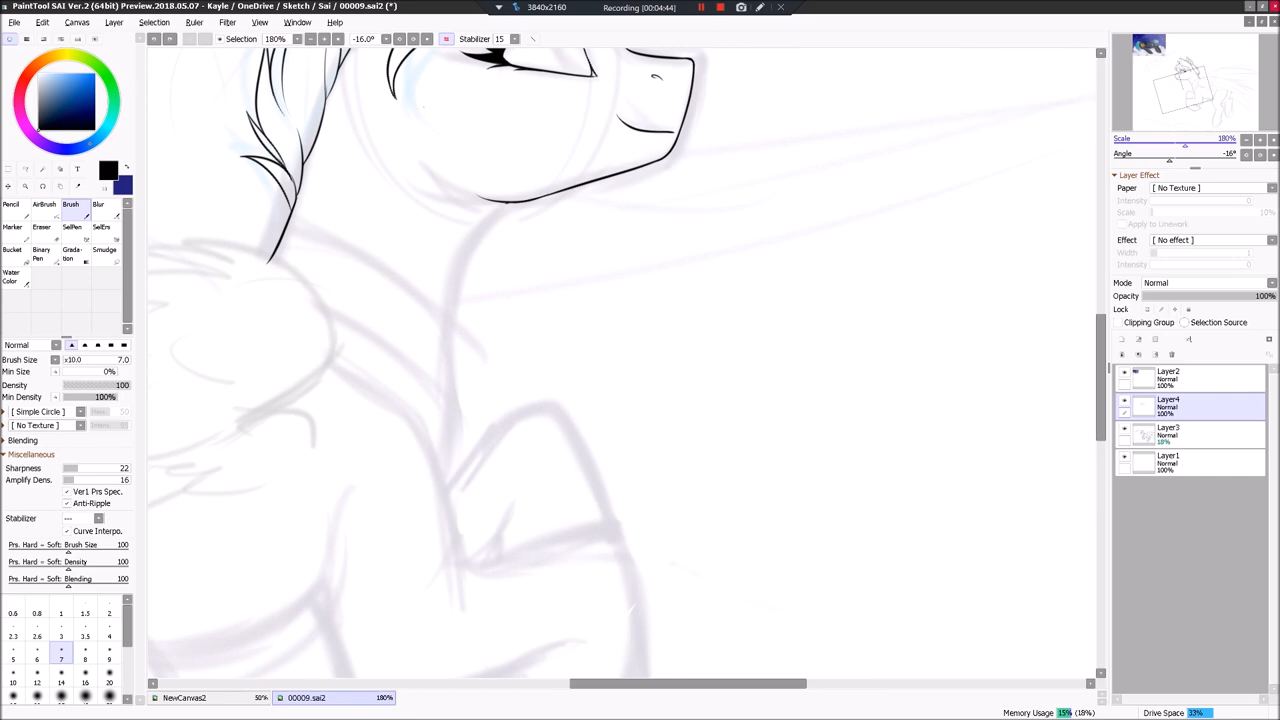 PaintTool SAI Ver.2 (64bit) Preview.2018.05.07 - Kayle / OneDrive / Sketch / Sai / 00009.sai2 (*)
3840x2160
Recording [00:04:44]
File Edit Canvas Layer Selection Ruler Filter View Window Help
Selection 180% -16.0° Stabilizer 15
T
Pencil AirBrush Brush Blur
Marker Eraser SelPen SelErs
Bucket Binary Pen Grada-tion Smudge
Water Color
Normal
Brush Size x10.0 7.0
Min Size 0%
Density 100
Min Density 100%
[ Simple Circle ] 50
[ No Texture ]
Blending
Miscellaneous
Sharpness 22
Amplify Dens. 16
Ver1 Prs Spec.
Anti-Ripple
Stabilizer ---
Curve Interpo.
Prs. Hard = Soft: Brush Size 100
Prs. Hard = Soft: Density 100
Prs. Hard = Soft: Blending 100
0.6 0.8 1 1.5 2
2.3 2.6 3 3.5 4
5 6 7 8 9
10 12 14 16 20
NewCanvas2 50% 00009.sai2 180%
Scale 180%
Angle -16°
Layer Effect
Paper [ No Texture ]
Intensity 0
Scale 10%
Apply to Linework
Effect [ No effect ]
Width 1
Intensity 0
Mode Normal
Opacity 100%
Lock
Clipping Group Selection Source
Layer2
Normal
100%
Layer4
Normal
100%
Layer3
Normal
18%
Layer1
Normal
100%
Memory Usage 15% (18%) Drive Space 33%